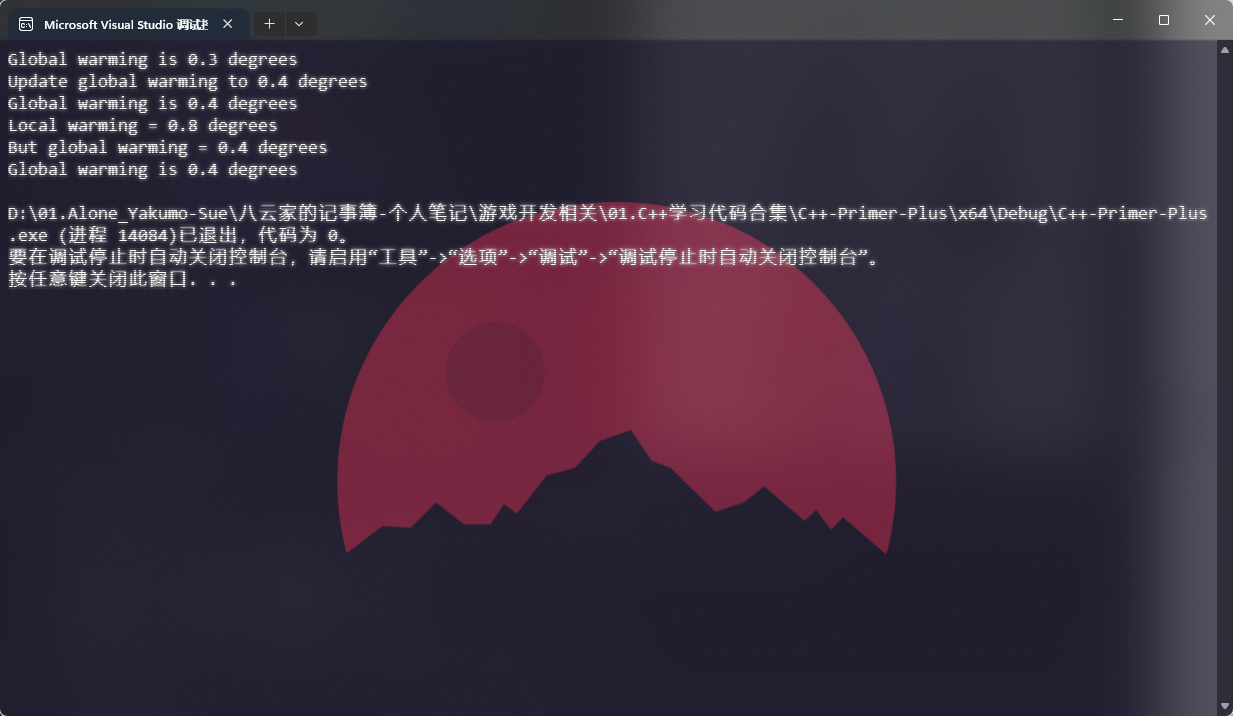 Microsoft Visual Studio 调试
Global warming is 0.3 degrees
Update global warming to 0.4 degrees
Global warming is 0.4 degrees
Local warming = 0.8 degrees
But global warming = 0.4 degrees
Global warming is 0.4 degrees
D:\01.Alone_Yakumo-Sue\八云家的记事簿-个人笔记\游戏开发相关\01.C++学习代码合集\C++-Primer-Plus\x64\Debug\C++-Primer-Plus
.exe (进程 14084)已退出，代码为 0。
要在调试停止时自动关闭控制台，请启用“工具”->“选项”->“调试”->“调试停止时自动关闭控制台”。
按任意键关闭此窗口. . .